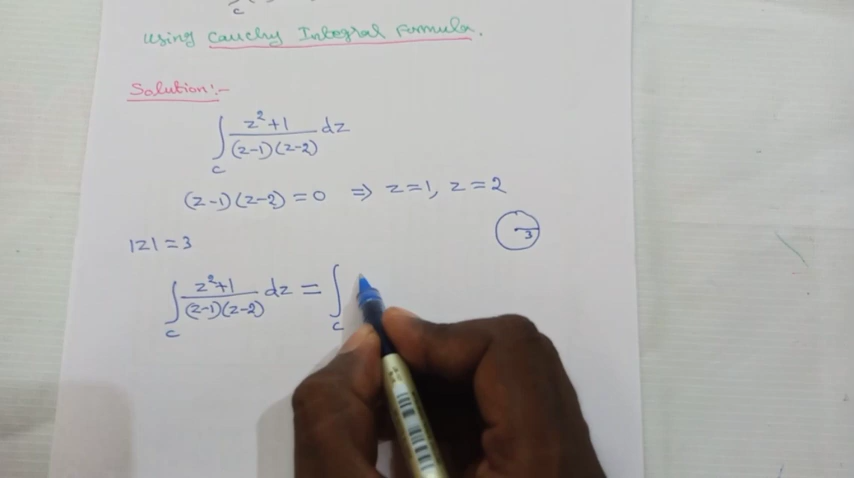 C
Using Cauchy Integral Formula.
Solution:-
∫_C (z²+1)/((z-1)(z-2)) dz
(z-1)(z-2) = 0 ⇒ z=1, z=2
|z| = 3
3
∫_C (z²+1)/((z-1)(z-2)) dz = ∫_C